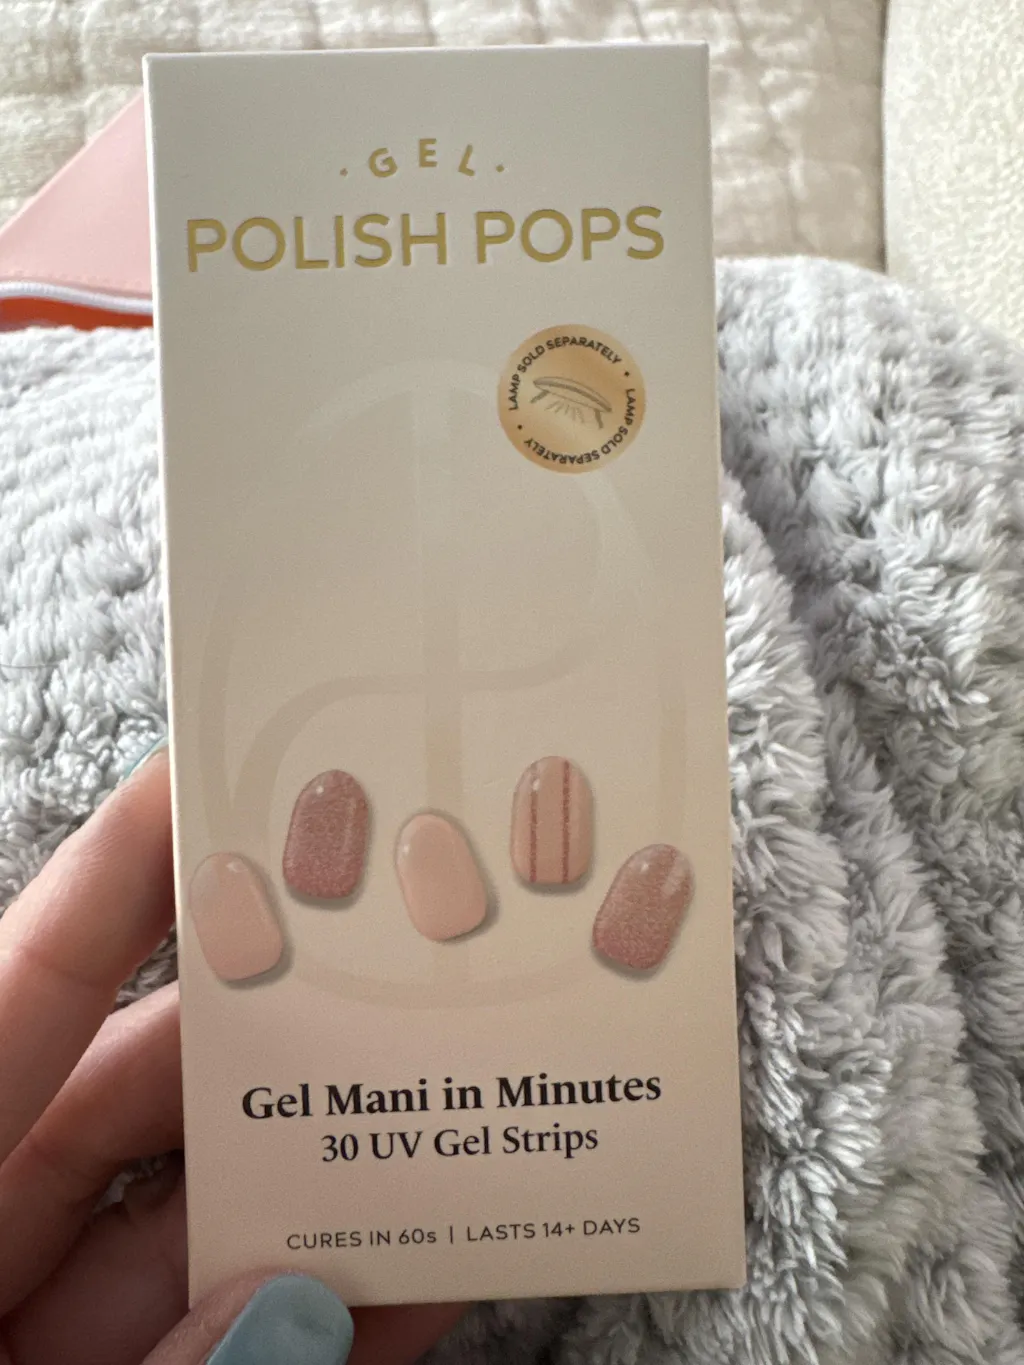 · GEL ·
POLISH POPS
LAMP SOLD SEPARATELY • LAMP SOLD SEPARATELY •
Gel Mani in Minutes
30 UV Gel Strips
CURES IN 60s | LASTS 14+ DAYS